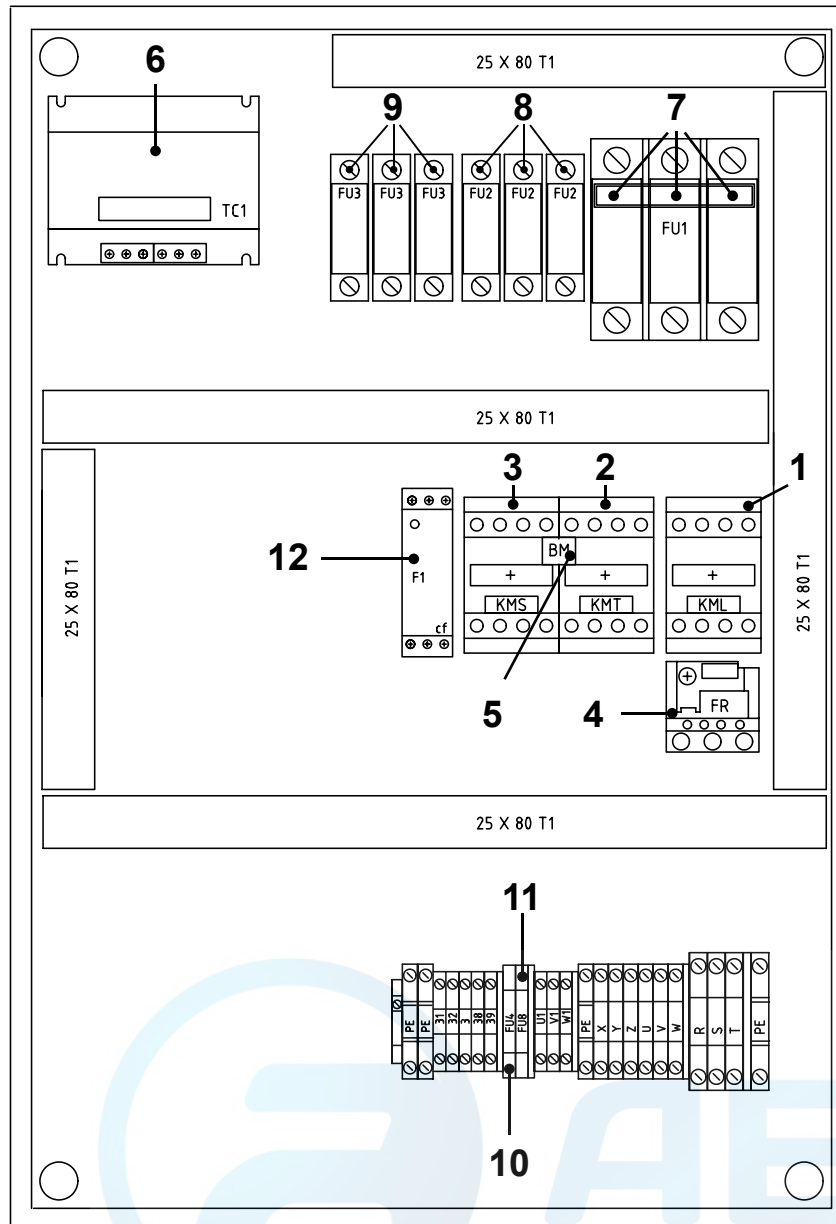 6
25 X 80 T1
9
8
7
TC1
FU3
FU3
FU3
FU2
FU2
FU2
FU1
25 X 80 T1
25 X 80 T1
25 X 80 T1
3
2
1
12
F1
cf
BM
+
+
+
KMS
KMT
KML
5
4
FR
25 X 80 T1
11
PE
PE
31
32
3
38
39
FU4
FU8
U1
V1
W1
PE
X
Y
Z
U
V
W
R
S
T
PE
10
AE